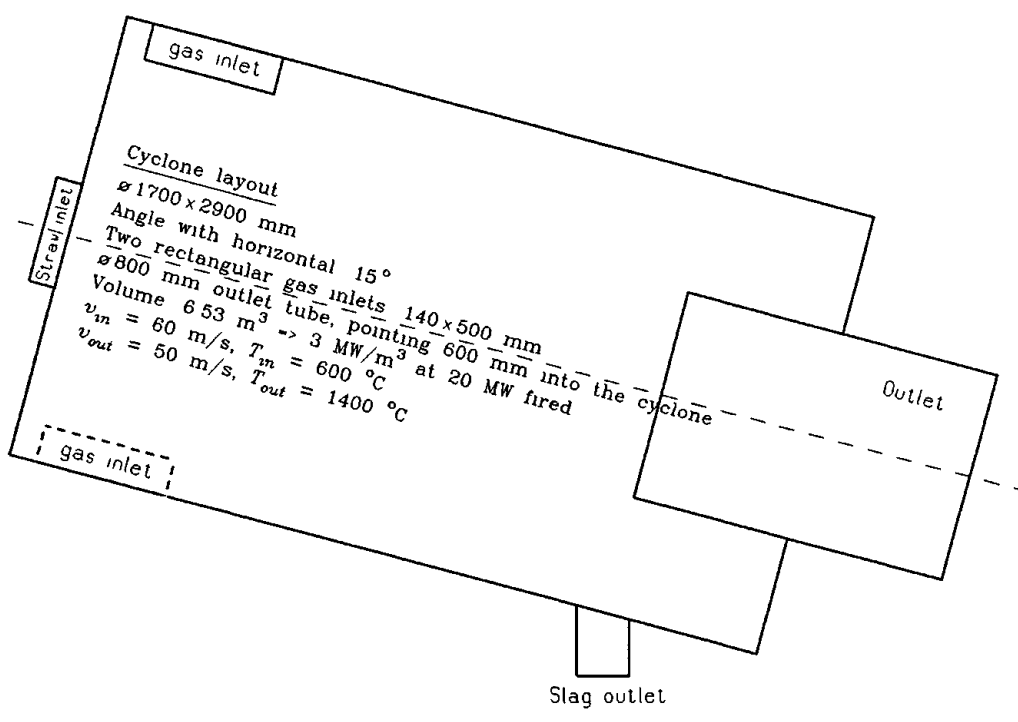 gas inlet
Straw inlet
Cyclone layout
ø1700×2900 mm
Angle with horizontal 15°
Two rectangular gas inlets 140×500 mm
ø800 mm outlet tube, pointing 600 mm into the cyclone
Volume 6 53 m³ => 3 MW/m³ at 20 MW fired
v_in = 60 m/s, T_in = 600 °C
v_out = 50 m/s, T_out = 1400 °C
Outlet
gas inlet
Slag outlet